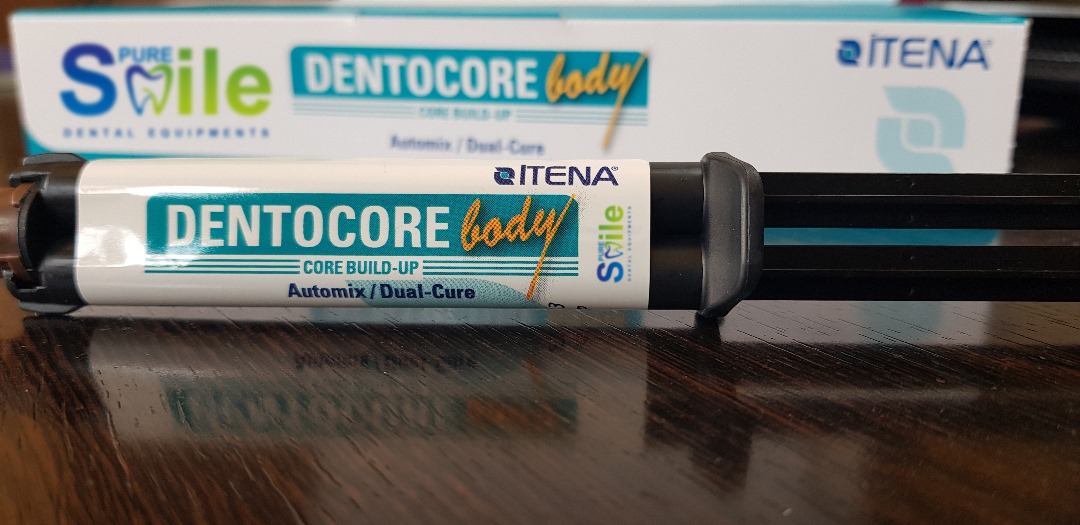 PURE
Smile
DENTAL EQUIPMENTS
DENTOCORE body
CORE BUILD-UP
Automix / Dual-Cure
ITENA
ITENA®
DENTOCORE body
CORE BUILD-UP
Automix / Dual-Cure
PURE
Smile
DENTAL EQUIPMENTS